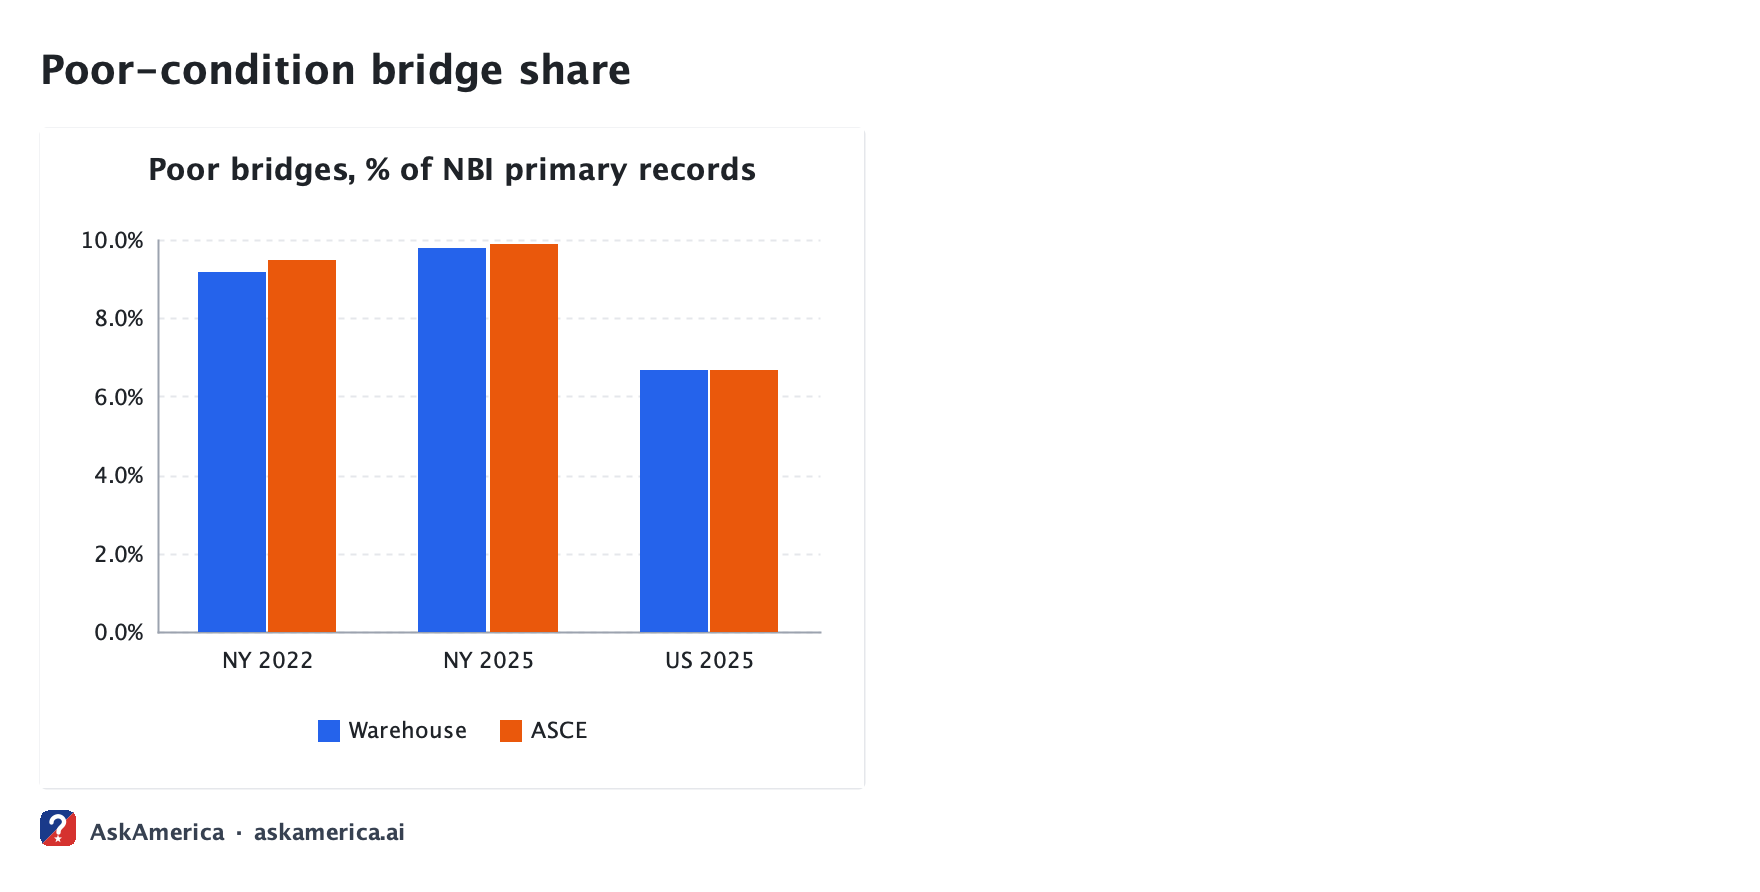 Poor-condition bridge share
Poor bridges, % of NBI primary records
10.0%
8.0%
6.0%
4.0%
2.0%
0.0%
NY 2022 NY 2025 US 2025
Warehouse ASCE
AskAmerica · askamerica.ai